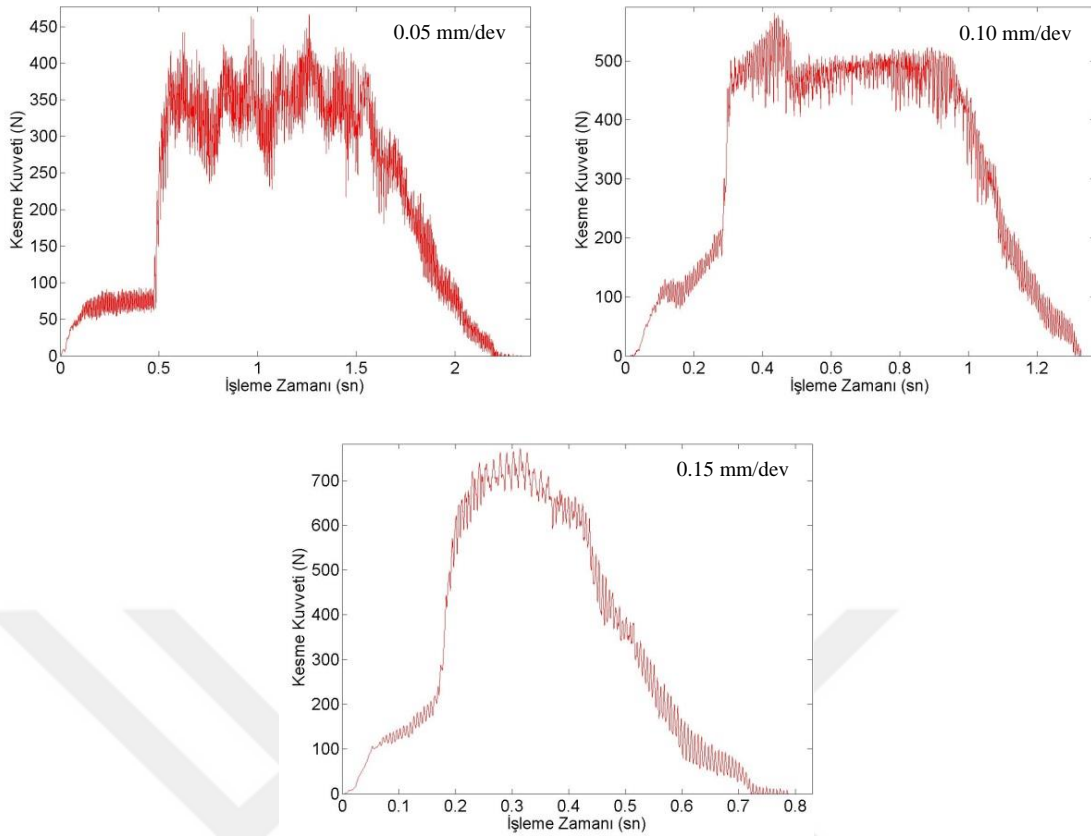 0.05 mm/dev
Kesme Kuvveti (N)
450
400
350
300
250
200
150
100
50
0
0 0.5 1 1.5 2
İşleme Zamanı (sn)
0.10 mm/dev
Kesme Kuvveti (N)
500
400
300
200
100
0
0 0.2 0.4 0.6 0.8 1 1.2
İşleme Zamanı (sn)
0.15 mm/dev
Kesme Kuvveti (N)
700
600
500
400
300
200
100
0
0 0.1 0.2 0.3 0.4 0.5 0.6 0.7 0.8
İşleme Zamanı (sn)